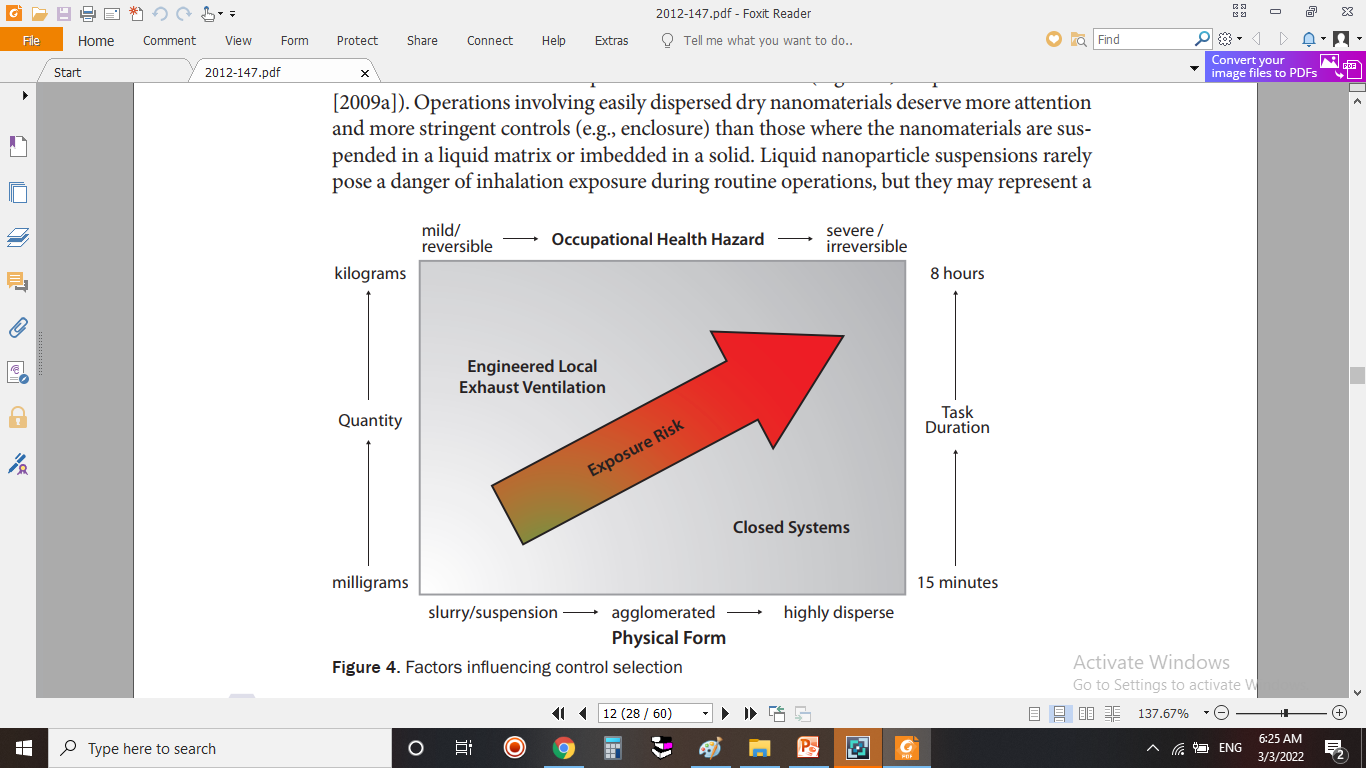 2012-147.pdf - Foxit Reader
File Home Comment View Form Protect Share Connect Help Extras Tell me what you want to do.. Find
Start 2012-147.pdf
Convert your
image files to PDFs
[2009a]). Operations involving easily dispersed dry nanomaterials deserve more attention
and more stringent controls (e.g., enclosure) than those where the nanomaterials are sus-
pended in a liquid matrix or imbedded in a solid. Liquid nanoparticle suspensions rarely
pose a danger of inhalation exposure during routine operations, but they may represent a
mild/
reversible
Occupational Health Hazard
severe /
irreversible
kilograms
8 hours
Engineered Local
Exhaust Ventilation
Quantity
Task
Duration
Exposure Risk
Closed Systems
milligrams
15 minutes
slurry/suspension agglomerated highly disperse
Physical Form
Figure 4. Factors influencing control selection
Activate Windows
Go to Settings to activate W
12 (28 / 60)
137.67%
Type here to search
ENG
6:25 AM
3/3/2022
2